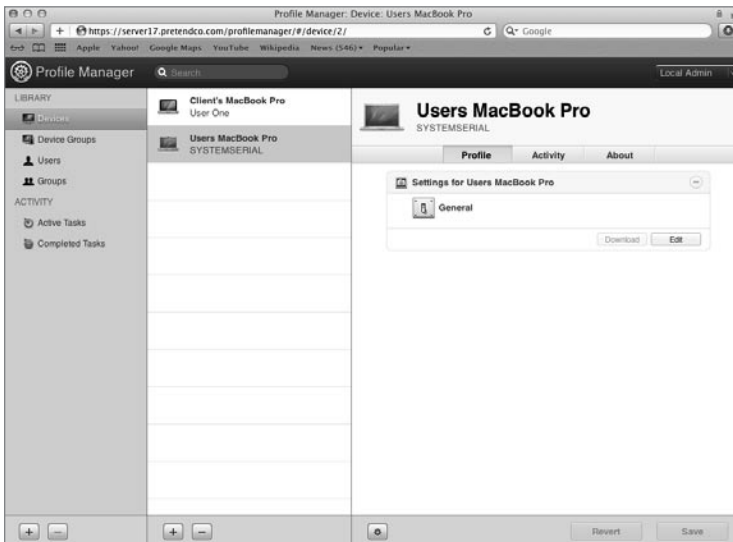 Profile Manager: Device: Users MacBook Pro
https://server17.pretendco.com/profilemanager/#/device/2/
Google
Apple Yahoo! Google Maps YouTube Wikipedia News (546) Popular
Profile Manager
Search
Local Admin
LIBRARY
Devices
Device Groups
Users
Groups
ACTIVITY
Active Tasks
Completed Tasks
Client's MacBook Pro
User One
Users MacBook Pro
SYSTEMSERIAL
Users MacBook Pro
SYSTEMSERIAL
Profile Activity About
Settings for Users MacBook Pro
General
Download Edit
Revert Save